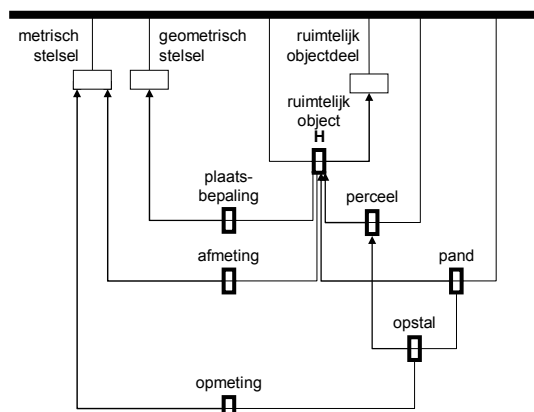 metrisch
stelsel
geometrisch
stelsel
ruimtelijk
objectdeel
ruimtelijk
object
H
plaats-
bepaling
perceel
afmeting
pand
opstal
opmeting